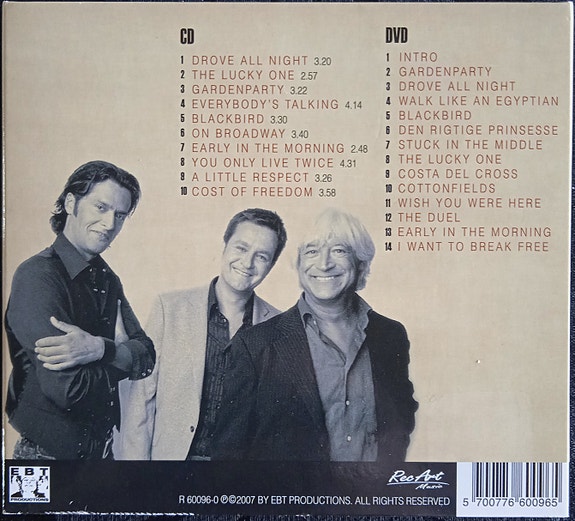 CD
1 DROVE ALL NIGHT 3.20
2 THE LUCKY ONE 2.57
3 GARDENPARTY 3.22
4 EVERYBODY'S TALKING 4.14
5 BLACKBIRD 3.30
6 ON BROADWAY 3.40
7 EARLY IN THE MORNING 2.48
8 YOU ONLY LIVE TWICE 4.31
9 A LITTLE RESPECT 3.26
10 COST OF FREEDOM 3.58
DVD
1 INTRO
2 GARDENPARTY
3 DROVE ALL NIGHT
4 WALK LIKE AN EGYPTIAN
5 BLACKBIRD
6 DEN RIGTIGE PRINSESSE
7 STUCK IN THE MIDDLE
8 THE LUCKY ONE
9 COSTA DEL CROSS
10 COTTONFIELDS
11 WISH YOU WERE HERE
12 THE DUEL
13 EARLY IN THE MORNING
14 I WANT TO BREAK FREE
EBT
PRODUCTIONS
RecArt
Music
R 60096-0 ℗©2007 BY EBT PRODUCTIONS. ALL RIGHTS RESERVED
5 700776 600965